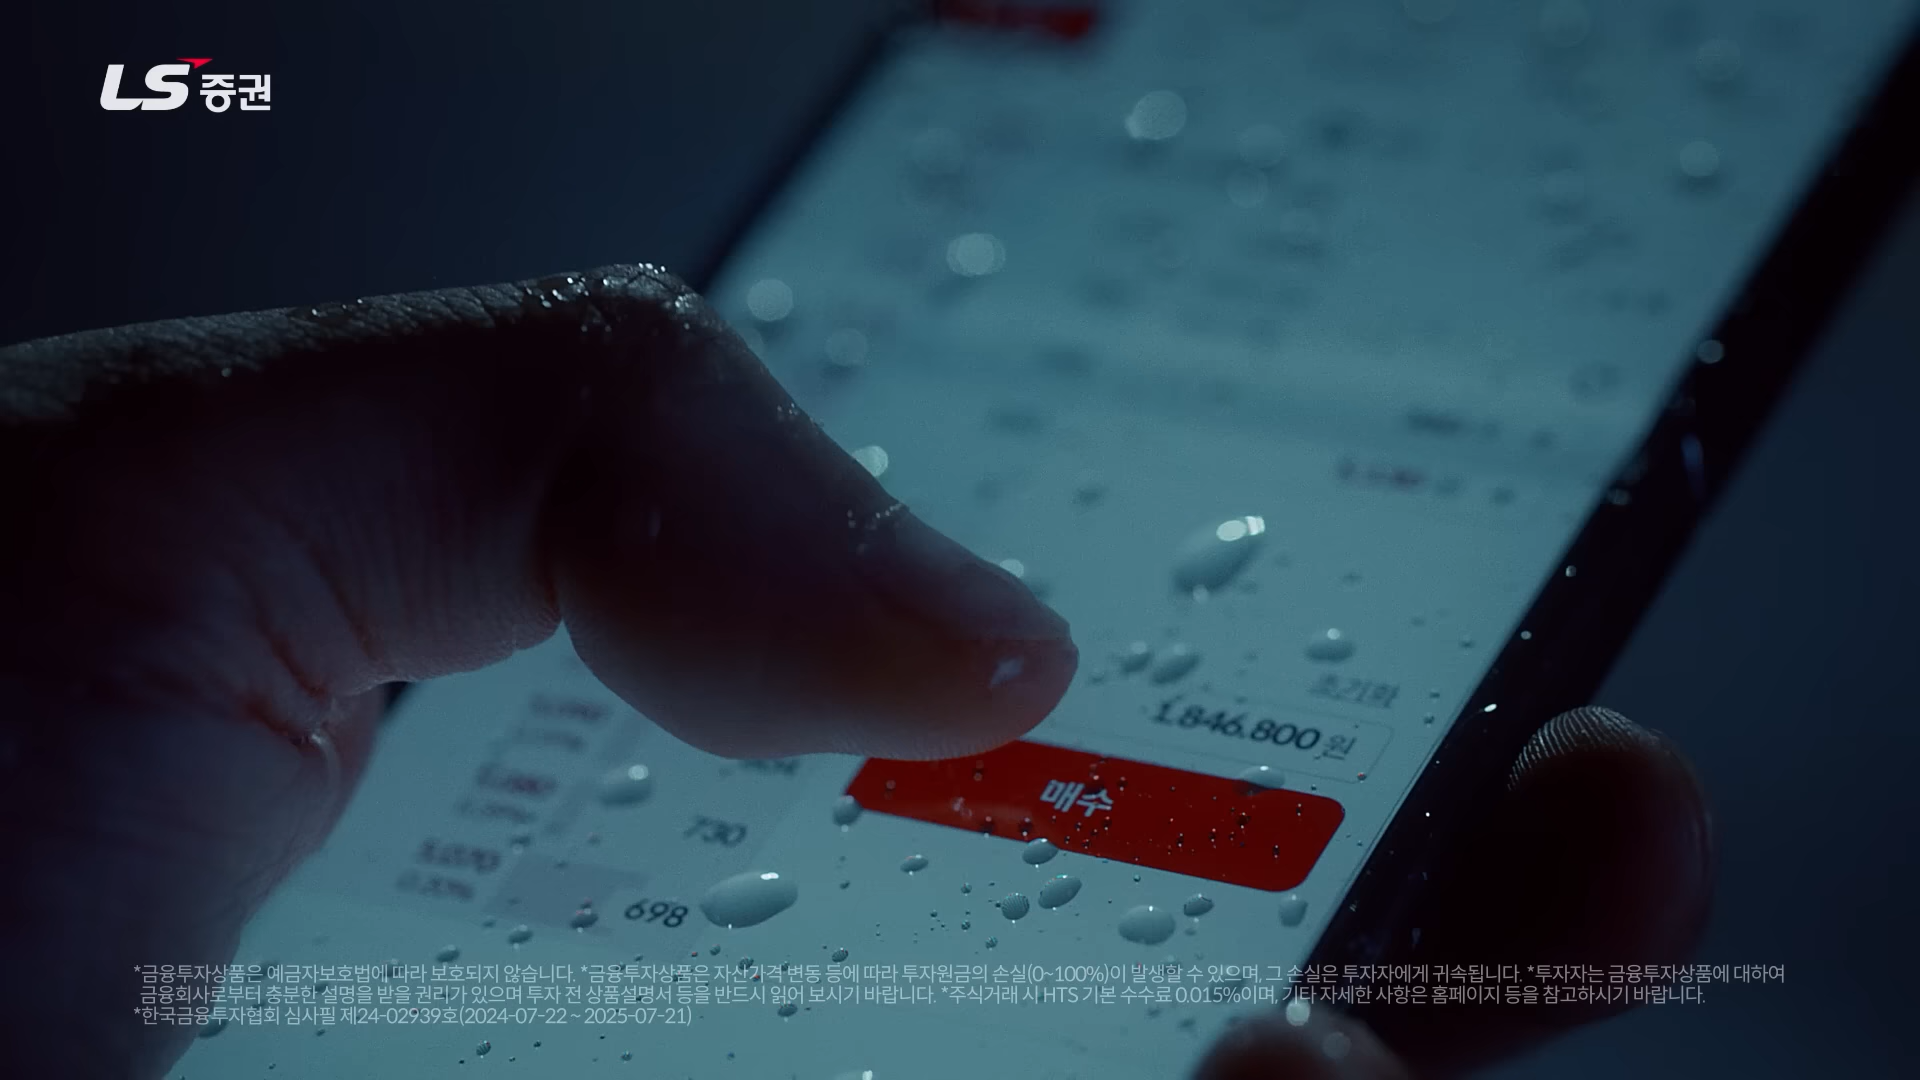 LS증권
초기화
1,846,800 원
매수
730
5,070
0.00%
698
*금융투자상품은 예금자보호법에 따라 보호되지 않습니다. *금융투자상품은 자산가격 변동 등에 따라 투자원금의 손실(0~100%)이 발생할 수 있으며, 그 손실은 투자자에게 귀속됩니다. *투자자는 금융투자상품에 대하여
금융회사로부터 충분한 설명을 받을 권리가 있으며 투자 전 상품설명서 등을 반드시 읽어 보시기 바랍니다. *주식거래 시 HTS 기본 수수료 0.015%이며, 기타 자세한 사항은 홈페이지 등을 참고하시기 바랍니다.
*한국금융투자협회 심사필 제24-02939호(2024-07-22 ~ 2025-07-21)